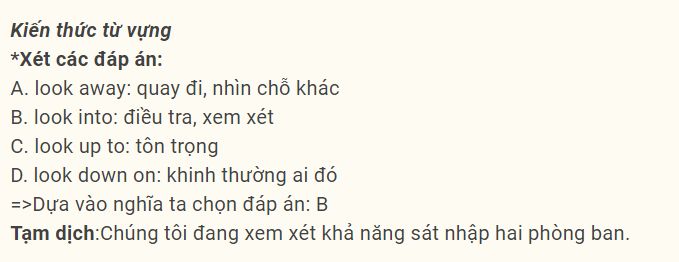 Kiến thức từ vựng
*Xét các đáp án:
A. look away: quay đi, nhìn chỗ khác
B. look into: điều tra, xem xét
C. look up to: tôn trọng
D. look down on: khinh thường ai đó
=>Dựa vào nghĩa ta chọn đáp án: B
Tạm dịch:Chúng tôi đang xem xét khả năng sát nhập hai phòng ban.